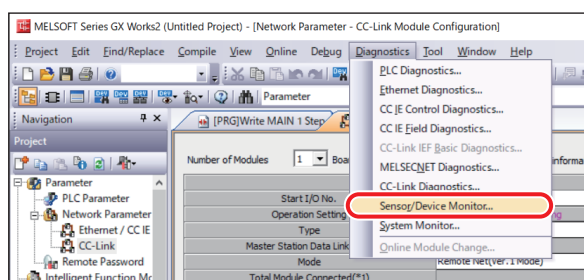 MELSOFT Series GX Works2 (Untitled Project) - [Network Parameter - CC-Link Module Configuration]
Project Edit Find/Replace Compile View Online Debug Diagnostics Tool Window Help
Parameter
Navigation
[PRG]Write MAIN 1 Step
Project
Parameter
PLC Parameter
Network Parameter
Ethernet / CC IE
CC-Link
Remote Password
Intelligent Function Mo
Number of Modules 1 Boa
Start I/O No.
Operation Setting
Type
Master Station Data Link
Mode
Remote Net(Ver.1 Mode)
Total Module Connected(*1)
PLC Diagnostics...
Ethernet Diagnostics...
CC IE Control Diagnostics...
CC IE Field Diagnostics...
CC-Link IEF Basic Diagnostics...
MELSECNET Diagnostics...
CC-Link Diagnostics...
Sensor/Device Monitor...
System Monitor...
Online Module Change...